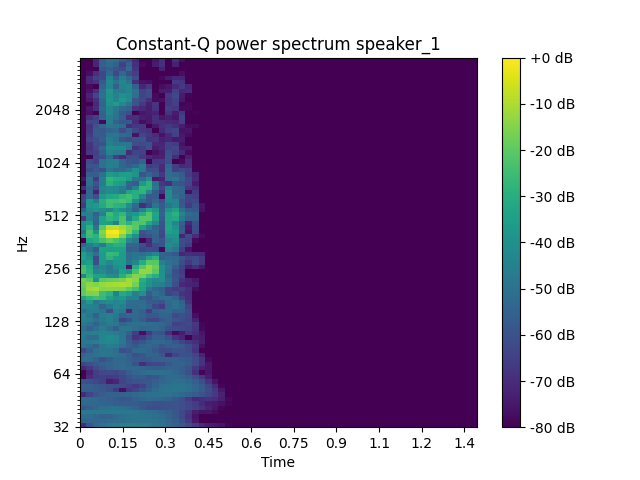 Constant-Q power spectrum speaker_1
Hz
2048
1024
512
256
128
64
32
0 0.15 0.3 0.45 0.6 0.75 0.9 1.1 1.2 1.4
Time
+0 dB
-10 dB
-20 dB
-30 dB
-40 dB
-50 dB
-60 dB
-70 dB
-80 dB